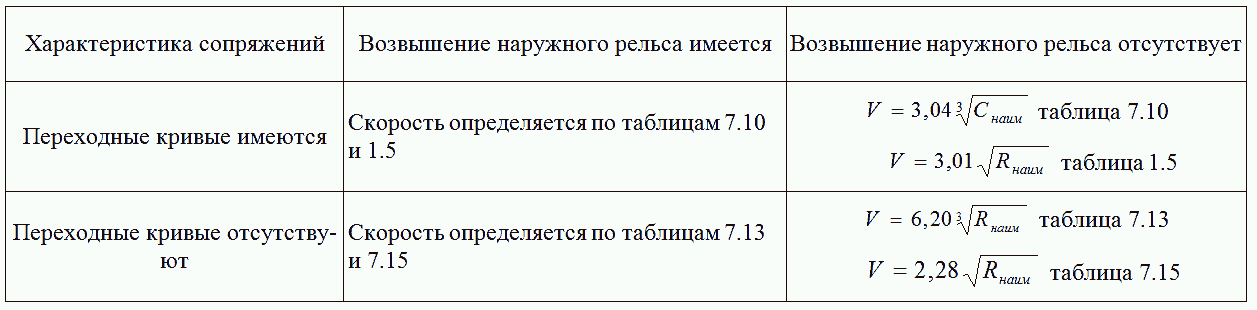 Характеристика сопряжений
Возвышение наружного рельса имеется
Возвышение наружного рельса отсутствует
Переходные кривые имеются
Скорость определяется по таблицам 7.10
и 1.5
V = 3,04 ∛C наим таблица 7.10
V = 3,01 √R наим таблица 1.5
Переходные кривые отсутству-
ют
Скорость определяется по таблицам 7.13
и 7.15
V = 6,20 ∛R наим таблица 7.13
V = 2,28 √R наим таблица 7.15